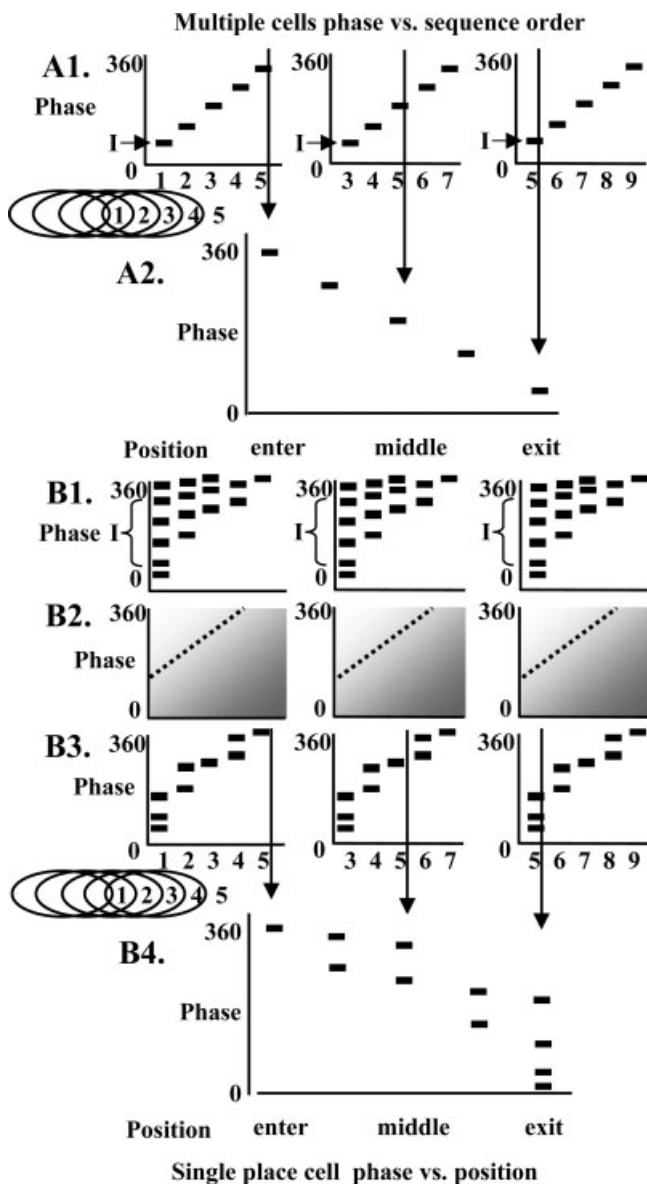 Multiple cells phase vs. sequence order
A1.
360 360 360
Phase
I I I
0 0 0
1 2 3 4 5 3 4 5 6 7 5 6 7 8 9
1 2 3 4 5
A2.
360
Phase
0
Position enter middle exit
B1.
360 360 360
Phase I I I
0 0 0
B2.
360 360 360
Phase
0 0 0
B3.
360 360 360
Phase
0 0 0
1 2 3 4 5 3 4 5 6 7 5 6 7 8 9
1 2 3 4 5
B4.
360
Phase
0
Position enter middle exit
Single place cell phase vs. position